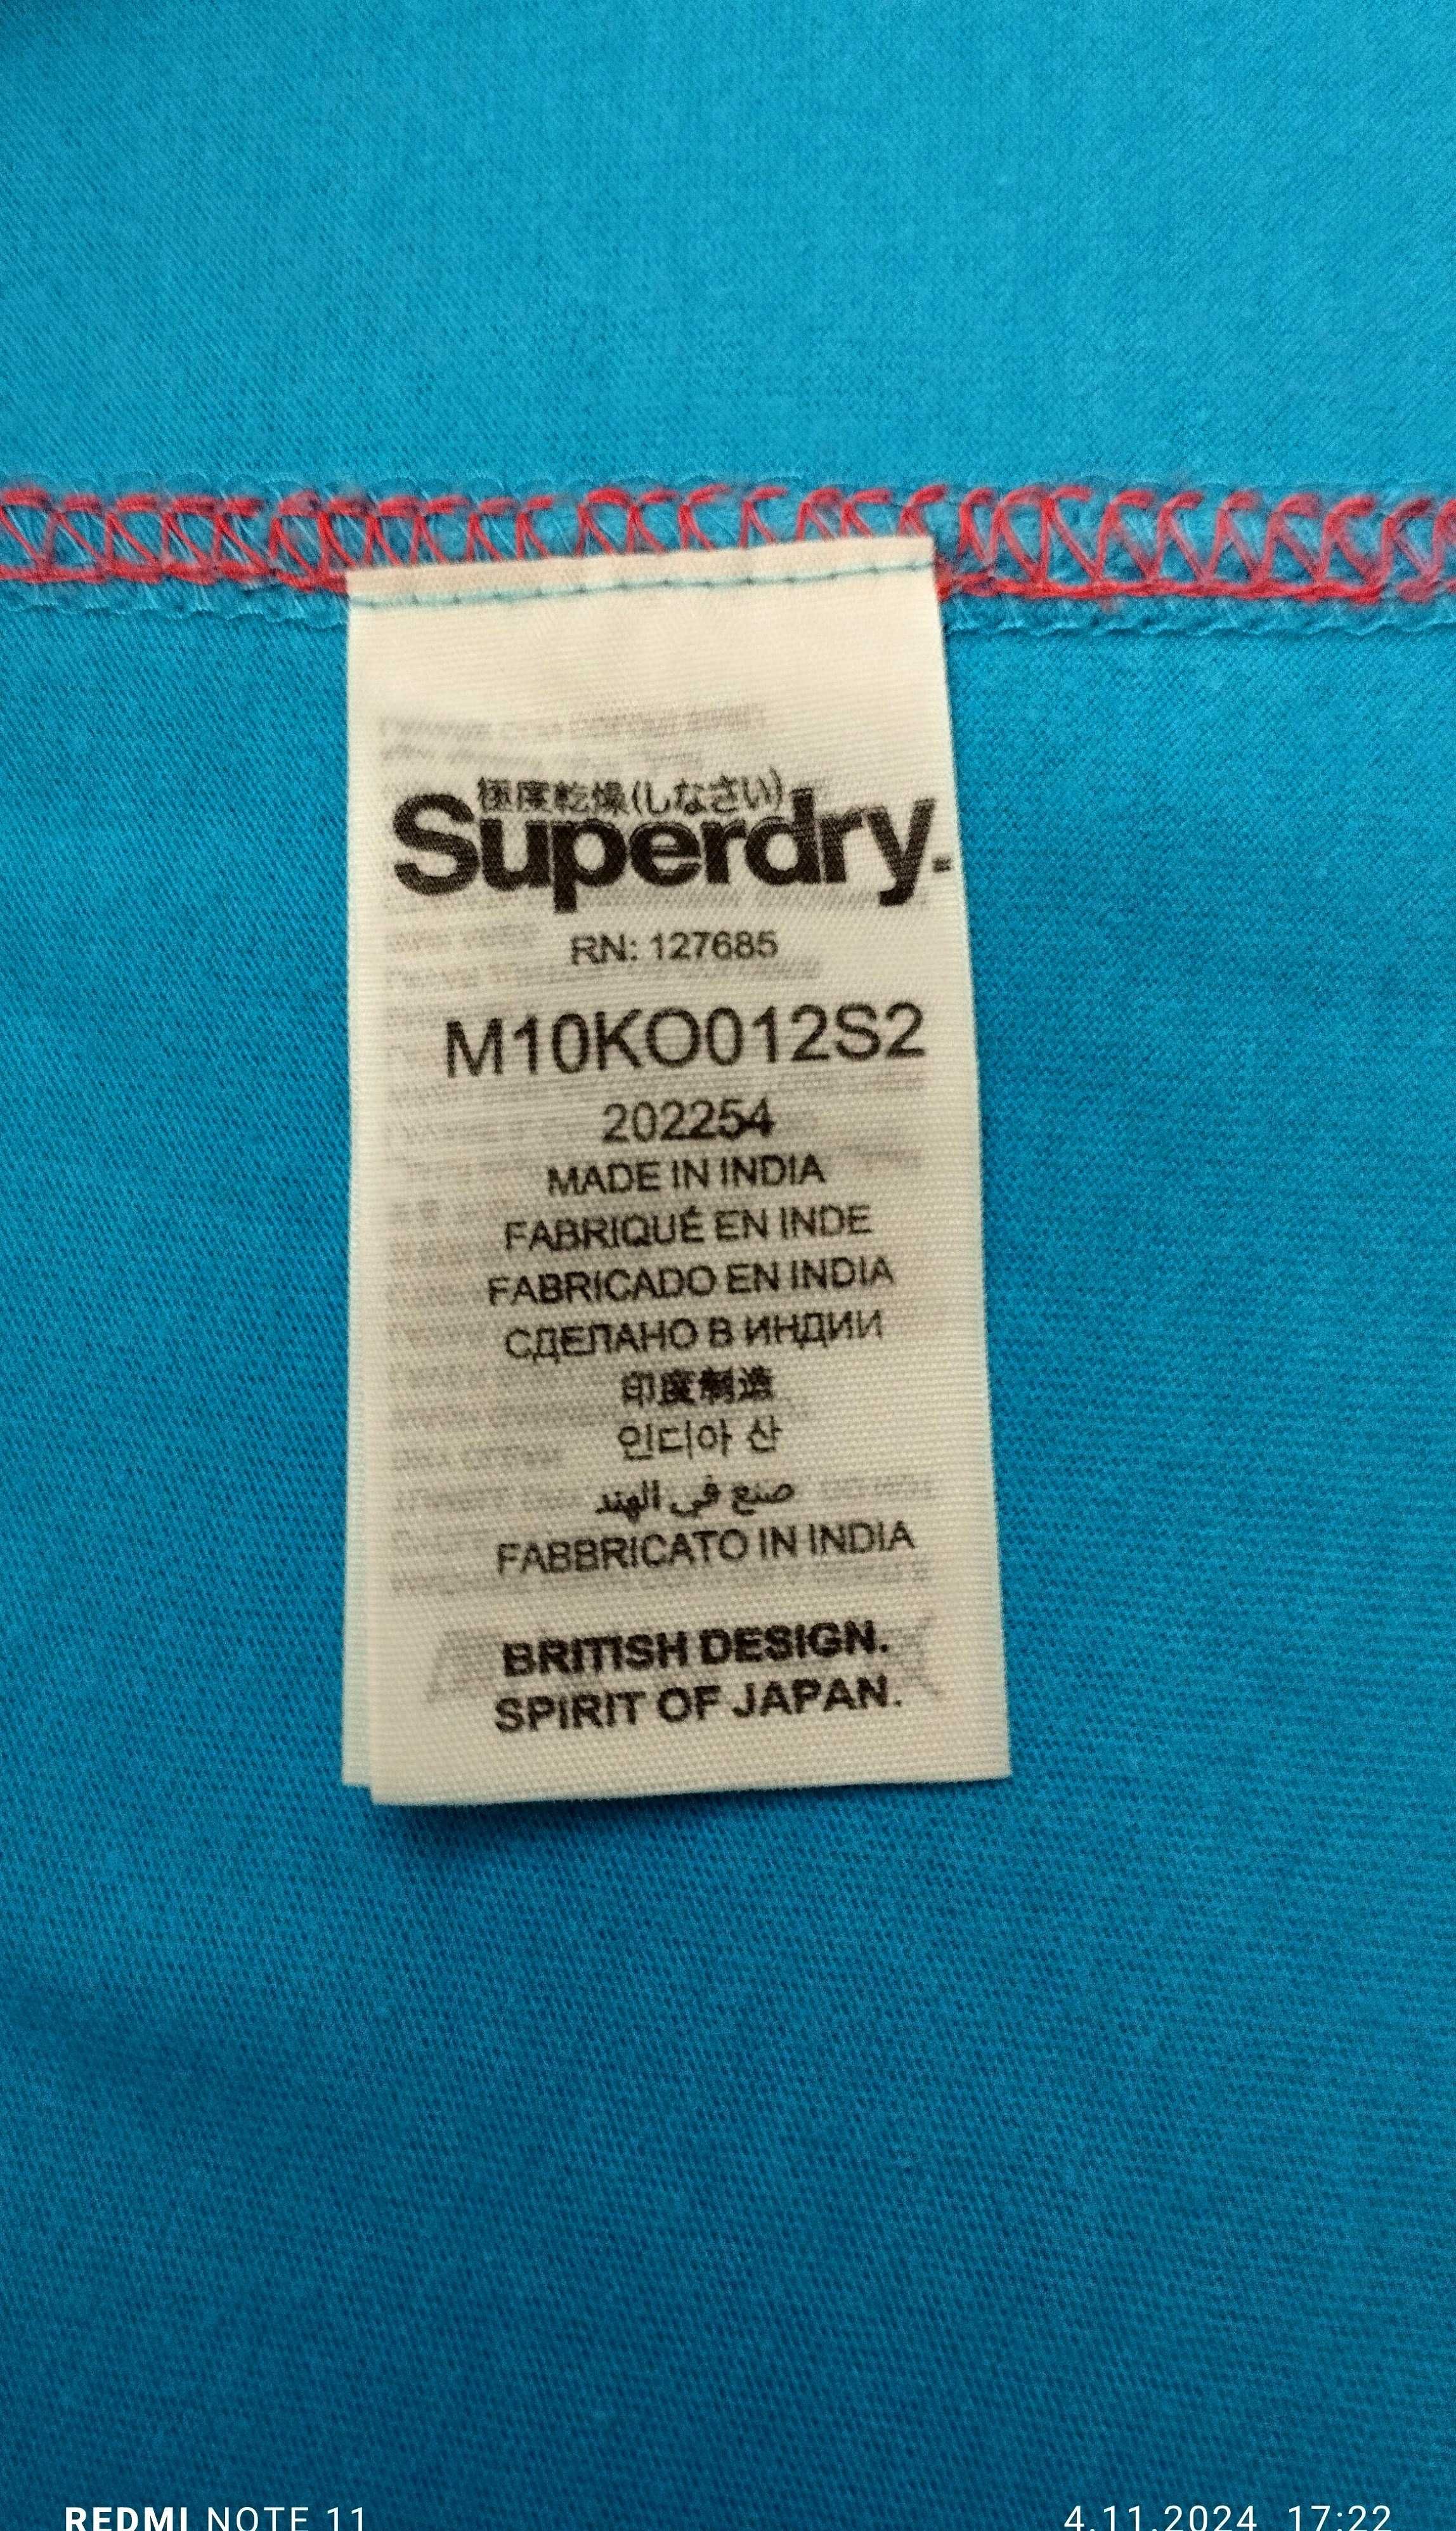 極度乾燥(しなさい)
Superdry.
RN: 127685
M10KO012S2
202254
MADE IN INDIA
FABRIQUÉ EN INDE
FABRICADO EN INDIA
СДЕЛАНО В ИНДИИ
印度制造
인디아 산
صنع في الهند
FABBRICATO IN INDIA
BRITISH DESIGN.
SPIRIT OF JAPAN.
REDMI NOTE 11
4.11.2024 17:22